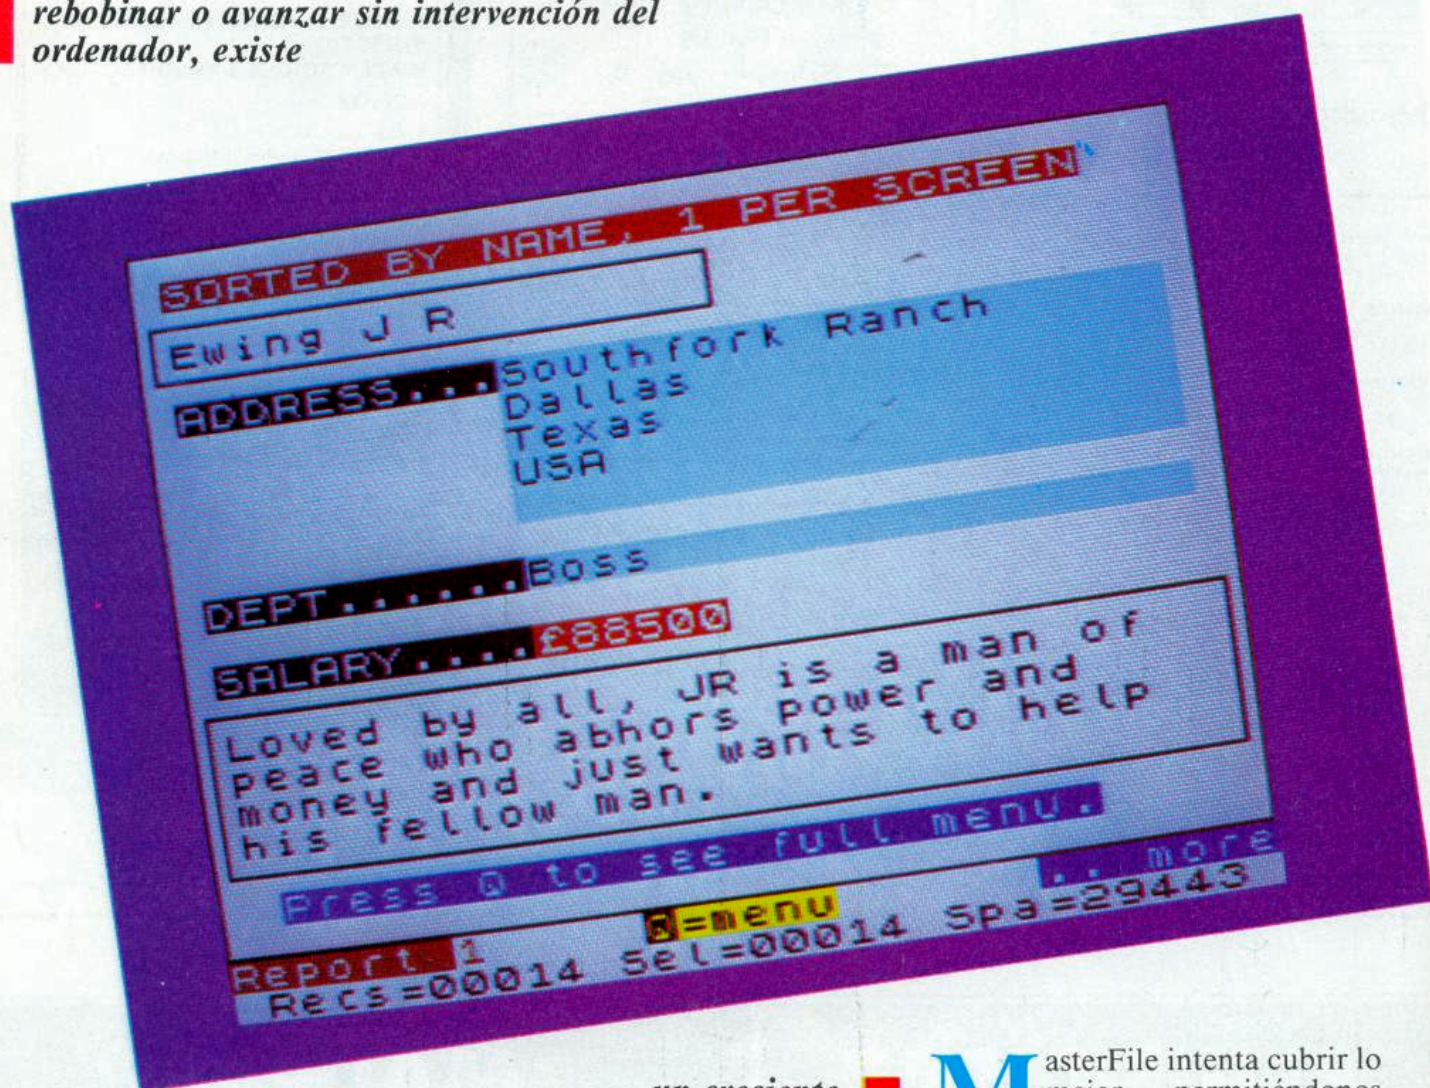 rebobinar o avanzar sin intervención del
ordenador, existe
SORTED BY NAME, 1 PER SCREEN
Ewing J R
ADDRESS...Southfork Ranch
Dallas
Texas
USA
DEPT......Boss
SALARY....£88500
Loved by all, JR is a man of
peace who abhors power and
money and just wants to help
his fellow man.
Press Q to see full menu.
.. more
Report 1 Q=menu
Recs=00014 Sel=00014 Spa=29443
un creciente
MasterFile intenta cubrir lo